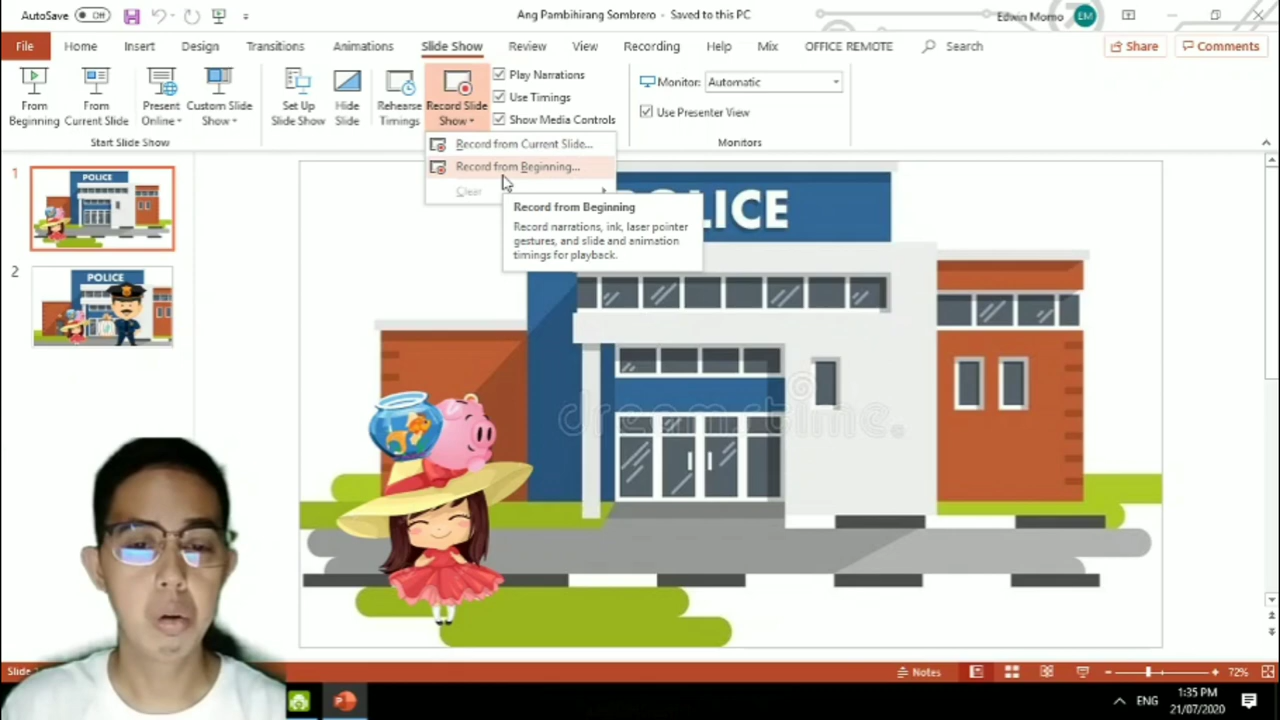 AutoSave Off
Ang Pambihirang Sombrero - Saved to this PC
Edwin Momo EM
File Home Insert Design Transitions Animations Slide Show Review View Recording Help Mix OFFICE REMOTE Search
Share Comments
From Beginning
From Current Slide
Present Online
Custom Slide Show
Set Up Slide Show
Hide Slide
Rehearse Timings
Record Slide Show
Play Narrations
Use Timings
Show Media Controls
Monitor: Automatic
Use Presenter View
Start Slide Show
Monitors
Record from Current Slide...
Record from Beginning...
Clear
Record from Beginning
Record narrations, ink, laser pointer
gestures, and slide and animation
timings for playback.
1
POLICE
2
POLICE
LICE
dreamstime.
Slide
Notes
72%
ENG
1:35 PM
21/07/2020